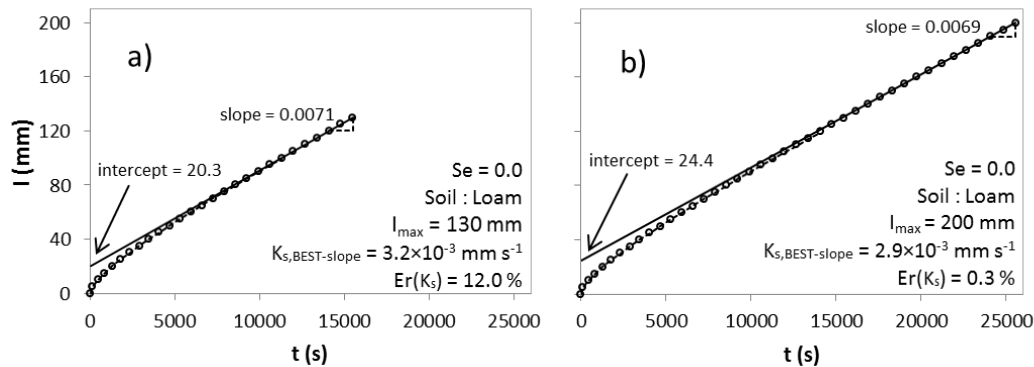 200
160
120
80
40
0
I (mm)
a)
slope = 0.0071
intercept = 20.3
Se = 0.0
Soil : Loam
Imax = 130 mm
Ks,BEST-slope = 3.2×10-3 mm s-1
Er(Ks) = 12.0 %
0 5000 10000 15000 20000 25000
t (s)
b)
slope = 0.0069
intercept = 24.4
Se = 0.0
Soil : Loam
Imax = 200 mm
Ks,BEST-slope = 2.9×10-3 mm s-1
Er(Ks) = 0.3 %
0 5000 10000 15000 20000 25000
t (s)